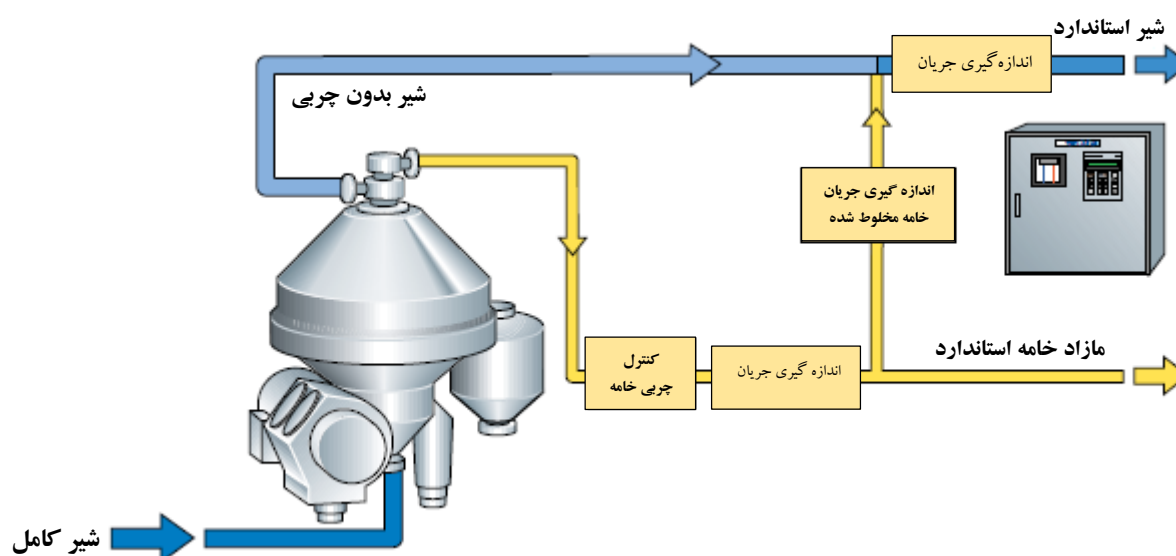 شیر استاندارد
اندازه‌گیری جریان
شیر بدون چربی
اندازه گیری جریان
خامه مخلوط شده
مازاد خامه استاندارد
کنترل
چربی خامه
اندازه گیری جریان
شیر کامل